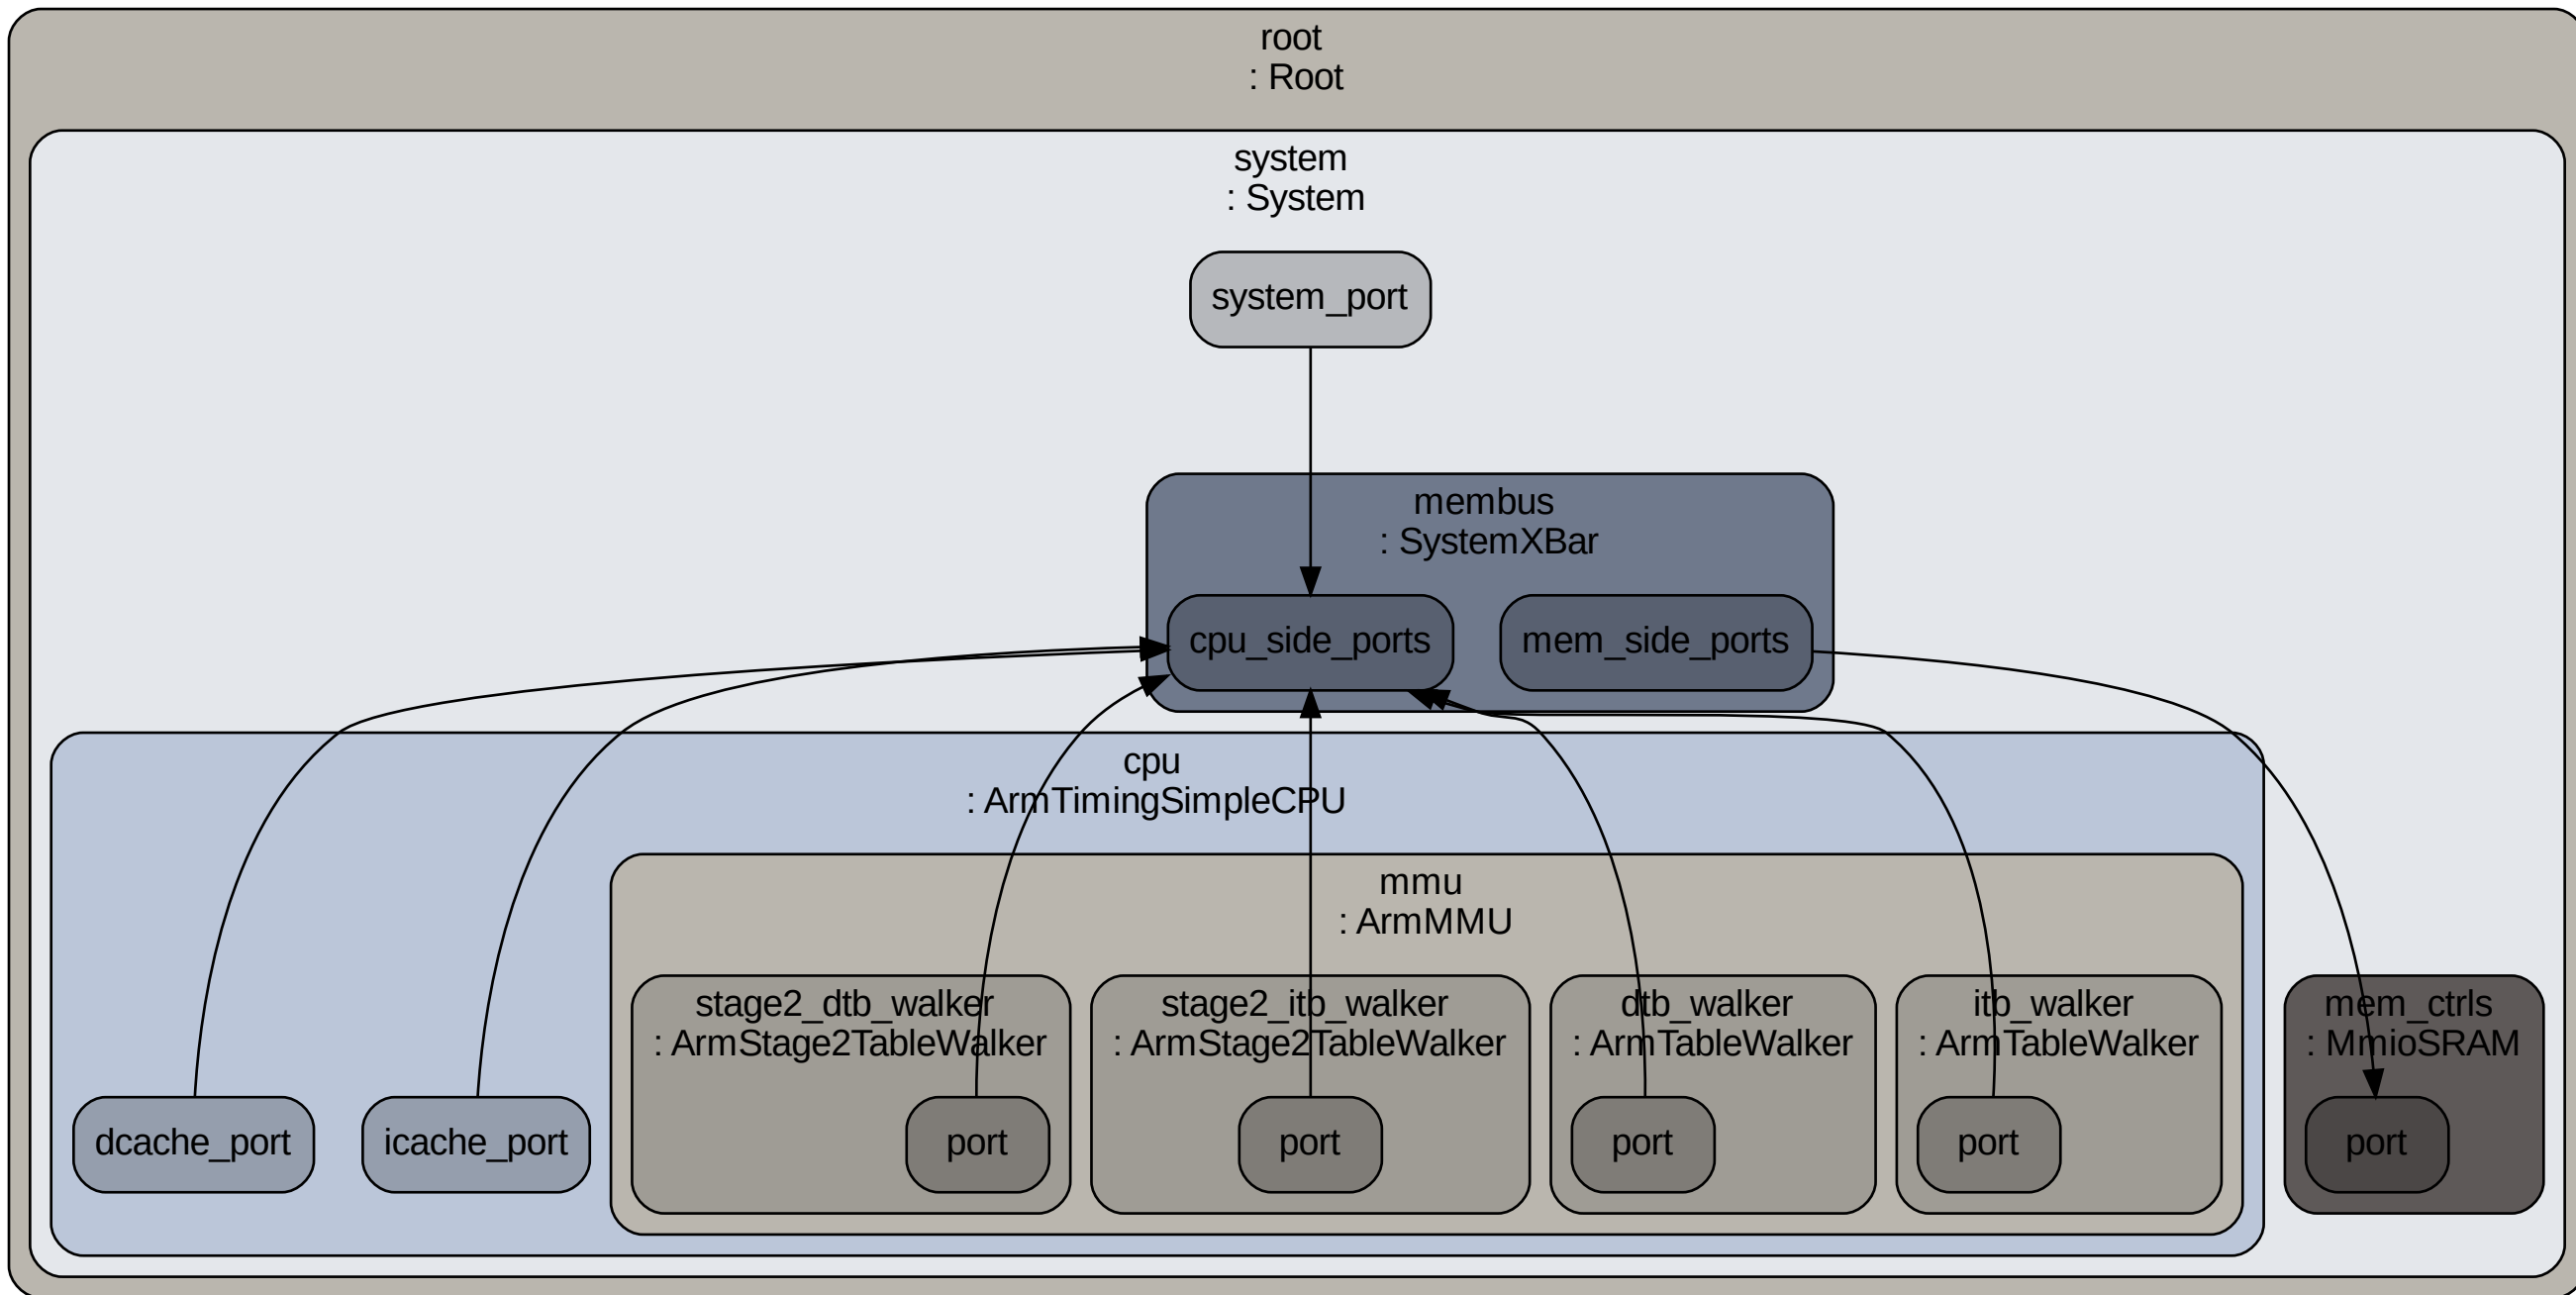 root
: Root
system
: System
system_port
membus
: SystemXBar
cpu_side_ports
mem_side_ports
cpu
: ArmTimingSimpleCPU
mmu
: ArmMMU
stage2_dtb_walker
: ArmStage2TableWalker
stage2_itb_walker
: ArmStage2TableWalker
dtb_walker
: ArmTableWalker
itb_walker
: ArmTableWalker
mem_ctrls
: MmioSRAM
dcache_port
icache_port
port
port
port
port
port